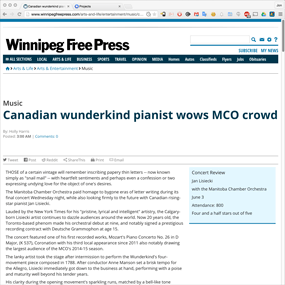 Canadian wunderkind p
Projects
www.winnipegfreepress.com/arts-and-life/entertainment/music/c
Winnipeg Free Press
SUBSCRIBE MY NEWS
ALL SECTIONS LOCAL ARTS & LIFE BUSINESS SPORTS TRAVEL OPINION MEDIA Homes Autos Classifieds Flyers Jobs Obituaries
Arts & Life Arts & Entertainment Music
Music
Canadian wunderkind pianist wows MCO crowd
By: Holly Harris
Posted: 3:00 AM | Comments: 0
Tweet Post Reddit ShareThis Print Email
THOSE of a certain vintage will remember inscribing papery thin letters -- now known
simply as "snail mail" -- with heartfelt sentiments and perhaps even a confession or two
expressing undying love for the object of one's desires.
The Manitoba Chamber Orchestra paid homage to bygone eras of letter writing during its
final concert Wednesday night, while also looking firmly to the future with Canadian rising-
star pianist Jan Lisiecki.
Lauded by the New York Times for his "pristine, lyrical and intelligent" artistry, the Calgary-
born Lisiecki artist continues to dazzle audiences around the world. Now 20 years old, the
Toronto-based phenom made his orchestral debut at nine, and notably signed a prestigious
recording contract with Deutsche Grammophon at age 15.
The concert featured one of his first recorded works, Mozart's Piano Concerto No. 26 in D
Major, (K 537), Coronation with his third local appearance since 2011 also notably drawing
the largest audience of the MCO's 2014-15 season.
The lanky artist took the stage after intermission to perform the Wunderkind's four-
movement piece composed in 1788. After conductor Anne Manson set a brisk tempo for
the Allegro, Lisiecki immediately got down to the business at hand; performing with a poise
and maturity well beyond his tender years.
His clarity during the opening movement's sparkling runs, matched by a bell-like tone
Concert Review
Jan Lisiecki
with the Manitoba Chamber Orchestra
June 3
Attendance: 800
Four and a half stars out of five